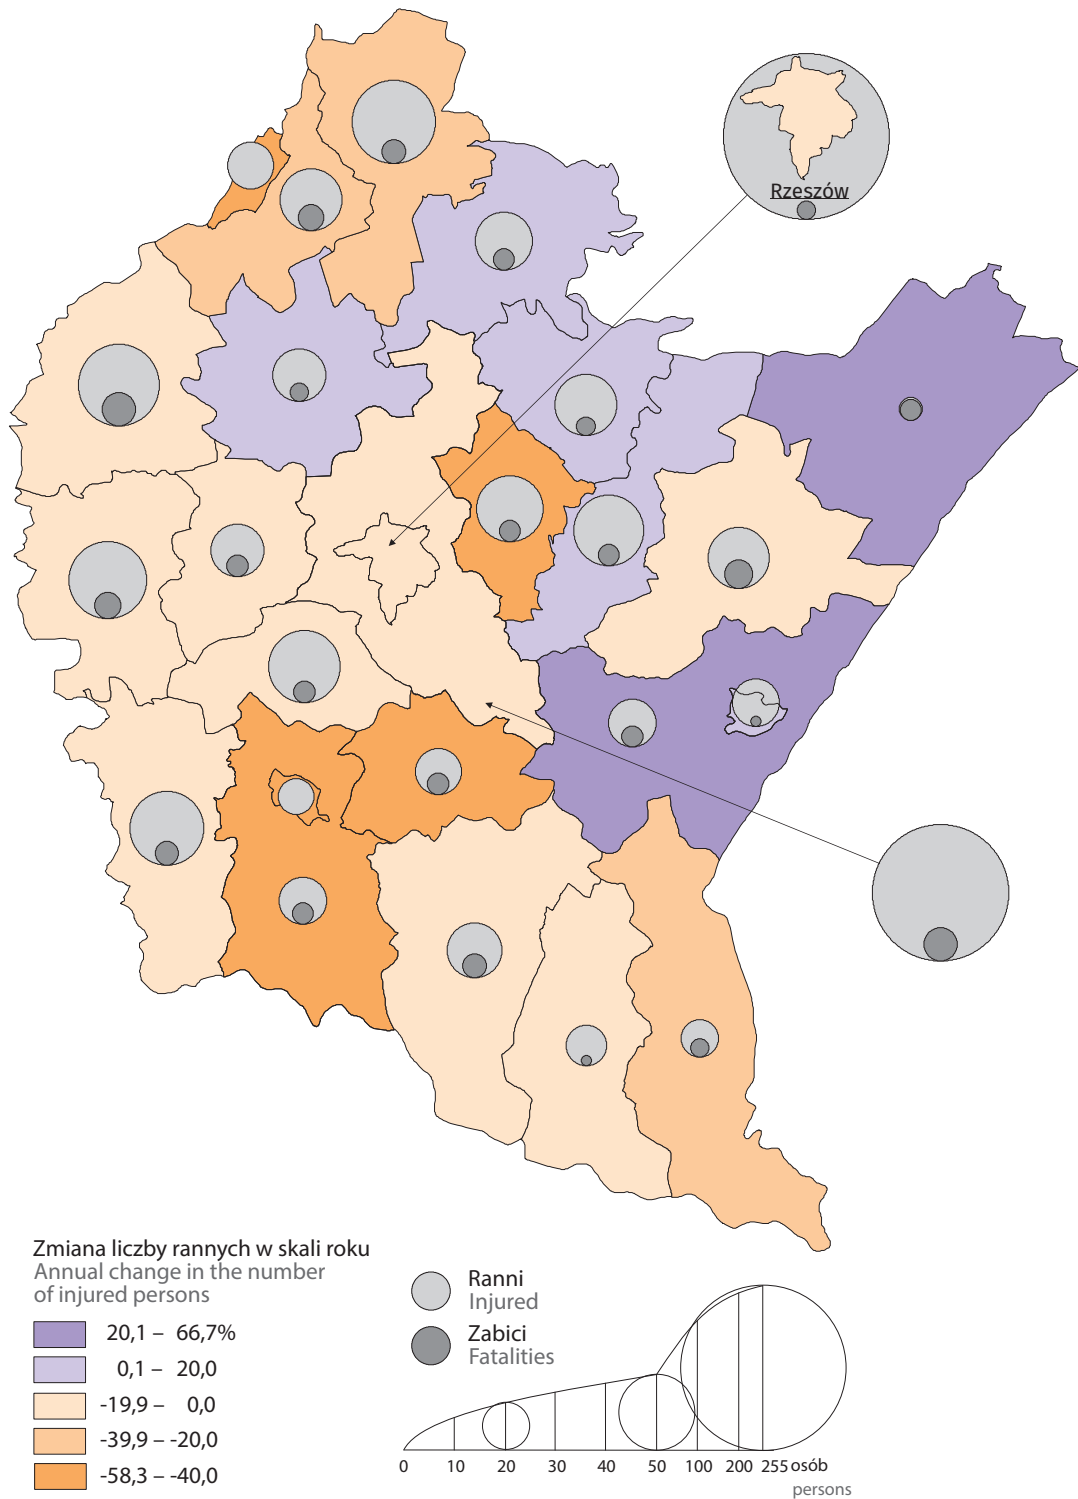 Rzeszów
Zmiana liczby rannych w skali roku
Annual change in the number
of injured persons
20,1 – 66,7%
0,1 – 20,0
-19,9 – 0,0
-39,9 – -20,0
-58,3 – -40,0
Ranni
Injured
Zabici
Fatalities
0 10 20 30 40 50 100 200 255 osób
persons